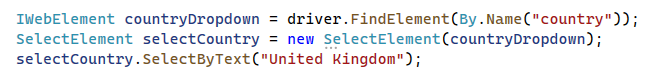 IWebElement countryDropdown = driver.FindElement(By.Name("country"));
SelectElement selectCountry = new SelectElement(countryDropdown);
selectCountry.SelectByText("United Kingdom");